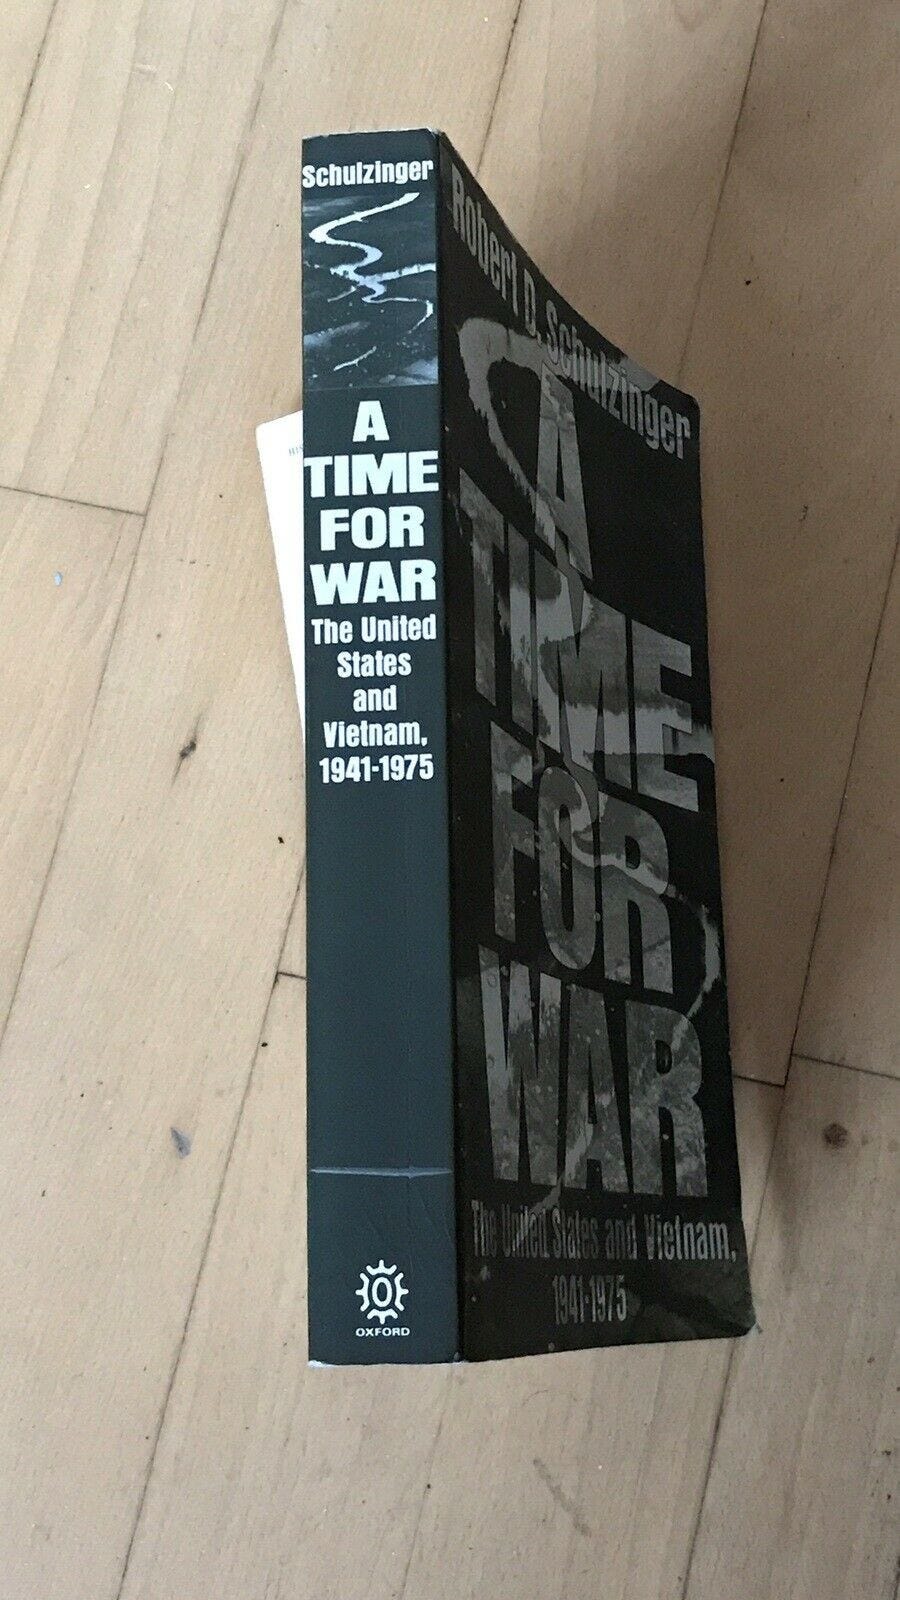 Schulzinger
A
TIME
FOR
WAR
The United
States
and
Vietnam,
1941-1975
OXFORD
Robert D. Schulzinger
A
TIME
FOR
WAR
The United States and Vietnam,
1941-1975